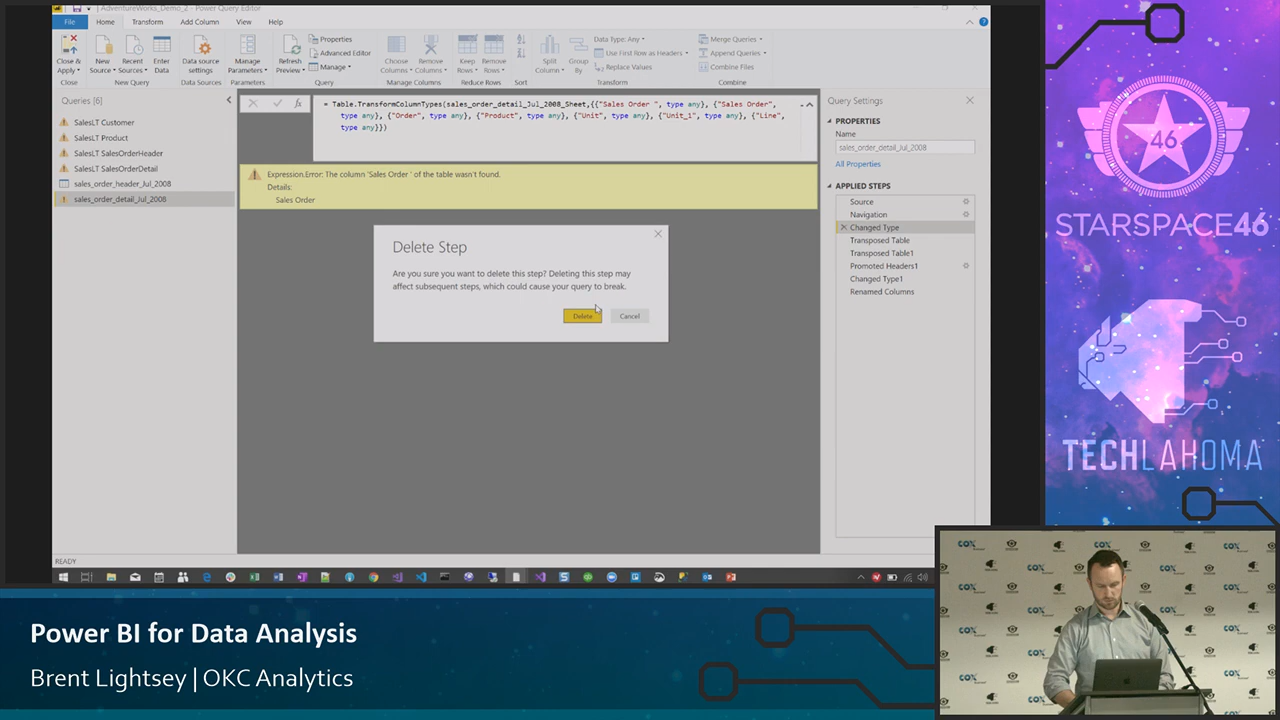 AdventureWorks_Demo_2 - Power Query Editor
File Home Transform Add Column View Help
Close & Apply
New Source
Recent Sources
Enter Data
Data source settings
Manage Parameters
Refresh Preview
Properties
Advanced Editor
Manage
Choose Columns
Remove Columns
Keep Rows
Remove Rows
Split Column
Group By
Data Type: Any
Use First Row as Headers
Replace Values
Merge Queries
Append Queries
Combine Files
Close New Query Data Sources Parameters Query Manage Columns Reduce Rows Sort Transform Combine
Queries [6]
SalesLT Customer
SalesLT Product
SalesLT SalesOrderHeader
SalesLT SalesOrderDetail
sales_order_header_Jul_2008
sales_order_detail_Jul_2008
fx
= Table.TransformColumnTypes(sales_order_detail_Jul_2008_Sheet,{{"Sales Order ", type any}, {"Sales Order",
type any}, {"Order", type any}, {"Product", type any}, {"Unit", type any}, {"Unit_1", type any}, {"Line",
type any}})
Expression.Error: The column 'Sales Order ' of the table wasn't found.
Details:
Sales Order
Delete Step
Are you sure you want to delete this step? Deleting this step may
affect subsequent steps, which could cause your query to break.
Delete Cancel
Query Settings
PROPERTIES
Name
sales_order_detail_Jul_2008
All Properties
APPLIED STEPS
Source
Navigation
Changed Type
Transposed Table
Transposed Table1
Promoted Headers1
Changed Type1
Renamed Columns
READY
46
STARSPACE46
TECHLAHOMA
Power BI for Data Analysis
Brent Lightsey | OKC Analytics